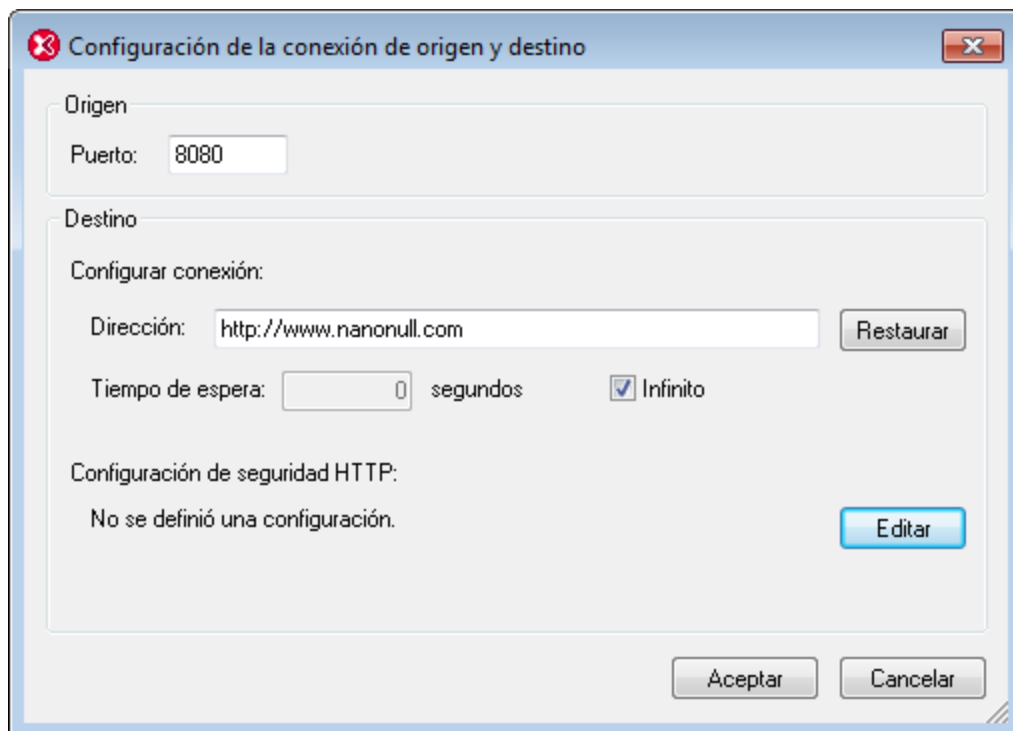 Configuración de la conexión de origen y destino
Origen
Puerto: 8080
Destino
Configurar conexión:
Dirección: http://www.nanonull.com Restaurar
Tiempo de espera: 0 segundos Infinito
Configuración de seguridad HTTP:
No se definió una configuración. Editar
Aceptar Cancelar